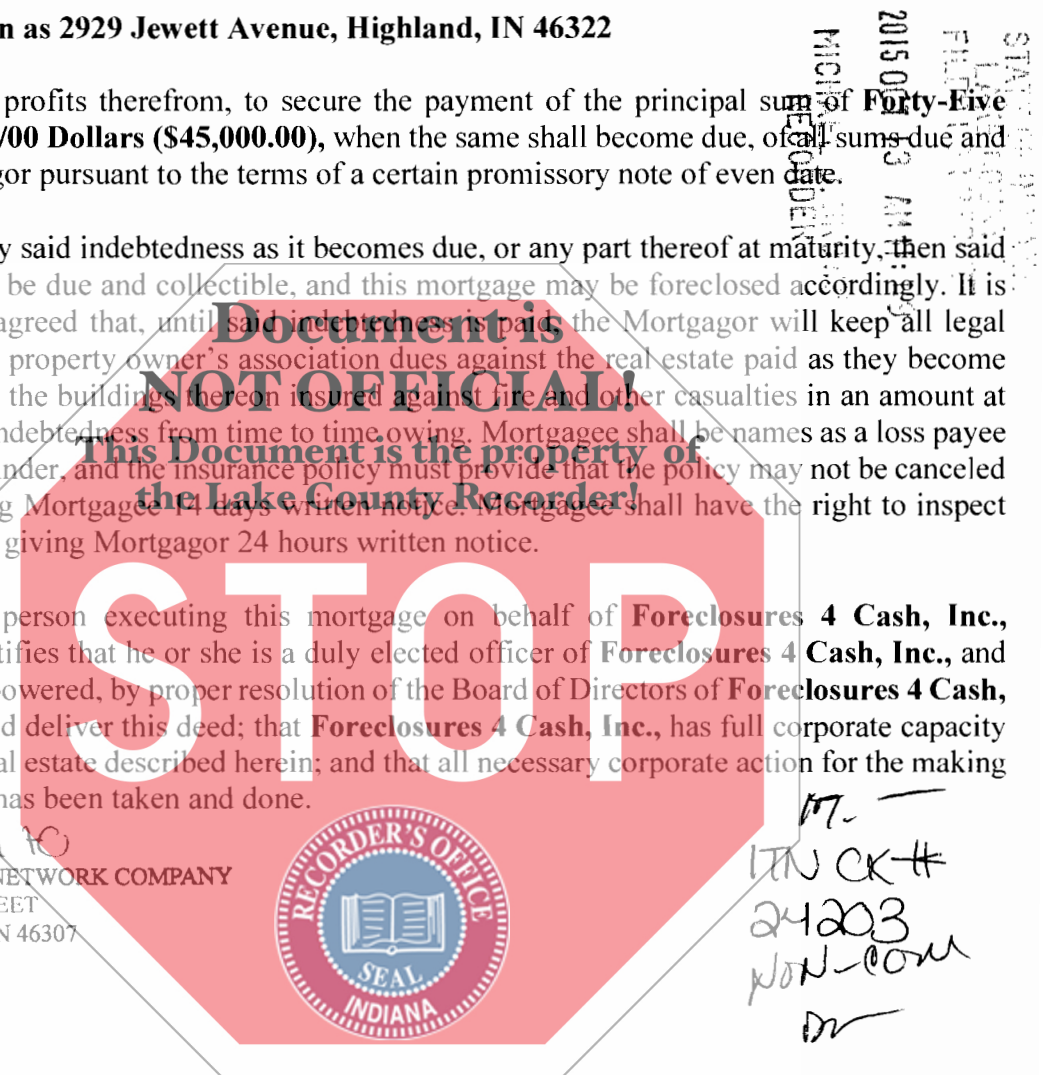 n as 2929 Jewett Avenue, Highland, IN 46322
profits therefrom, to secure the payment of the principal sum of Forty-Five
/00 Dollars ($45,000.00), when the same shall become due, of all sums due and
gor pursuant to the terms of a certain promissory note of even date.
y said indebtedness as it becomes due, or any part thereof at maturity, then said
be due and collectible, and this mortgage may be foreclosed accordingly. It is
agreed that, until said indebtedness is paid, the Mortgagor will keep all legal
property owner's association dues against the real estate paid as they become
the buildings thereon insured against fire and other casualties in an amount at
ndebtedness from time to time owing. Mortgagee shall be names as a loss payee
nder, and the insurance policy must provide that the policy may not be canceled
g Mortgagee 14 days written notice. Mortgagee shall have the right to inspect
giving Mortgagor 24 hours written notice.
person executing this mortgage on behalf of Foreclosures 4 Cash, Inc.,
tifies that he or she is a duly elected officer of Foreclosures 4 Cash, Inc., and
powered, by proper resolution of the Board of Directors of Foreclosures 4 Cash,
d deliver this deed; that Foreclosures 4 Cash, Inc., has full corporate capacity
al estate described herein; and that all necessary corporate action for the making
has been taken and done.
NETWORK COMPANY
EET
N 46307
Document is
NOT OFFICIAL!
This Document is the property of
the Lake County Recorder!
STOP
RECORDER'S OFFICE
SEAL
INDIANA
2015
AM
RECORDER
M.
ITN CK#
24203
NON-COM